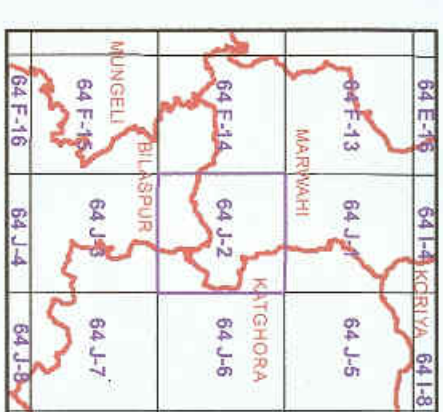 64 E-16 64 I-4 64 I-8
KORIYA
64 F-13 64 J-1 64 J-5
MARWAHI
KATGHORA
64 F-14 64 J-2 64 J-6
BILASPUR
MUNGELI
64 F-15 64 J-3 64 J-7
64 F-16 64 J-4 64 J-8